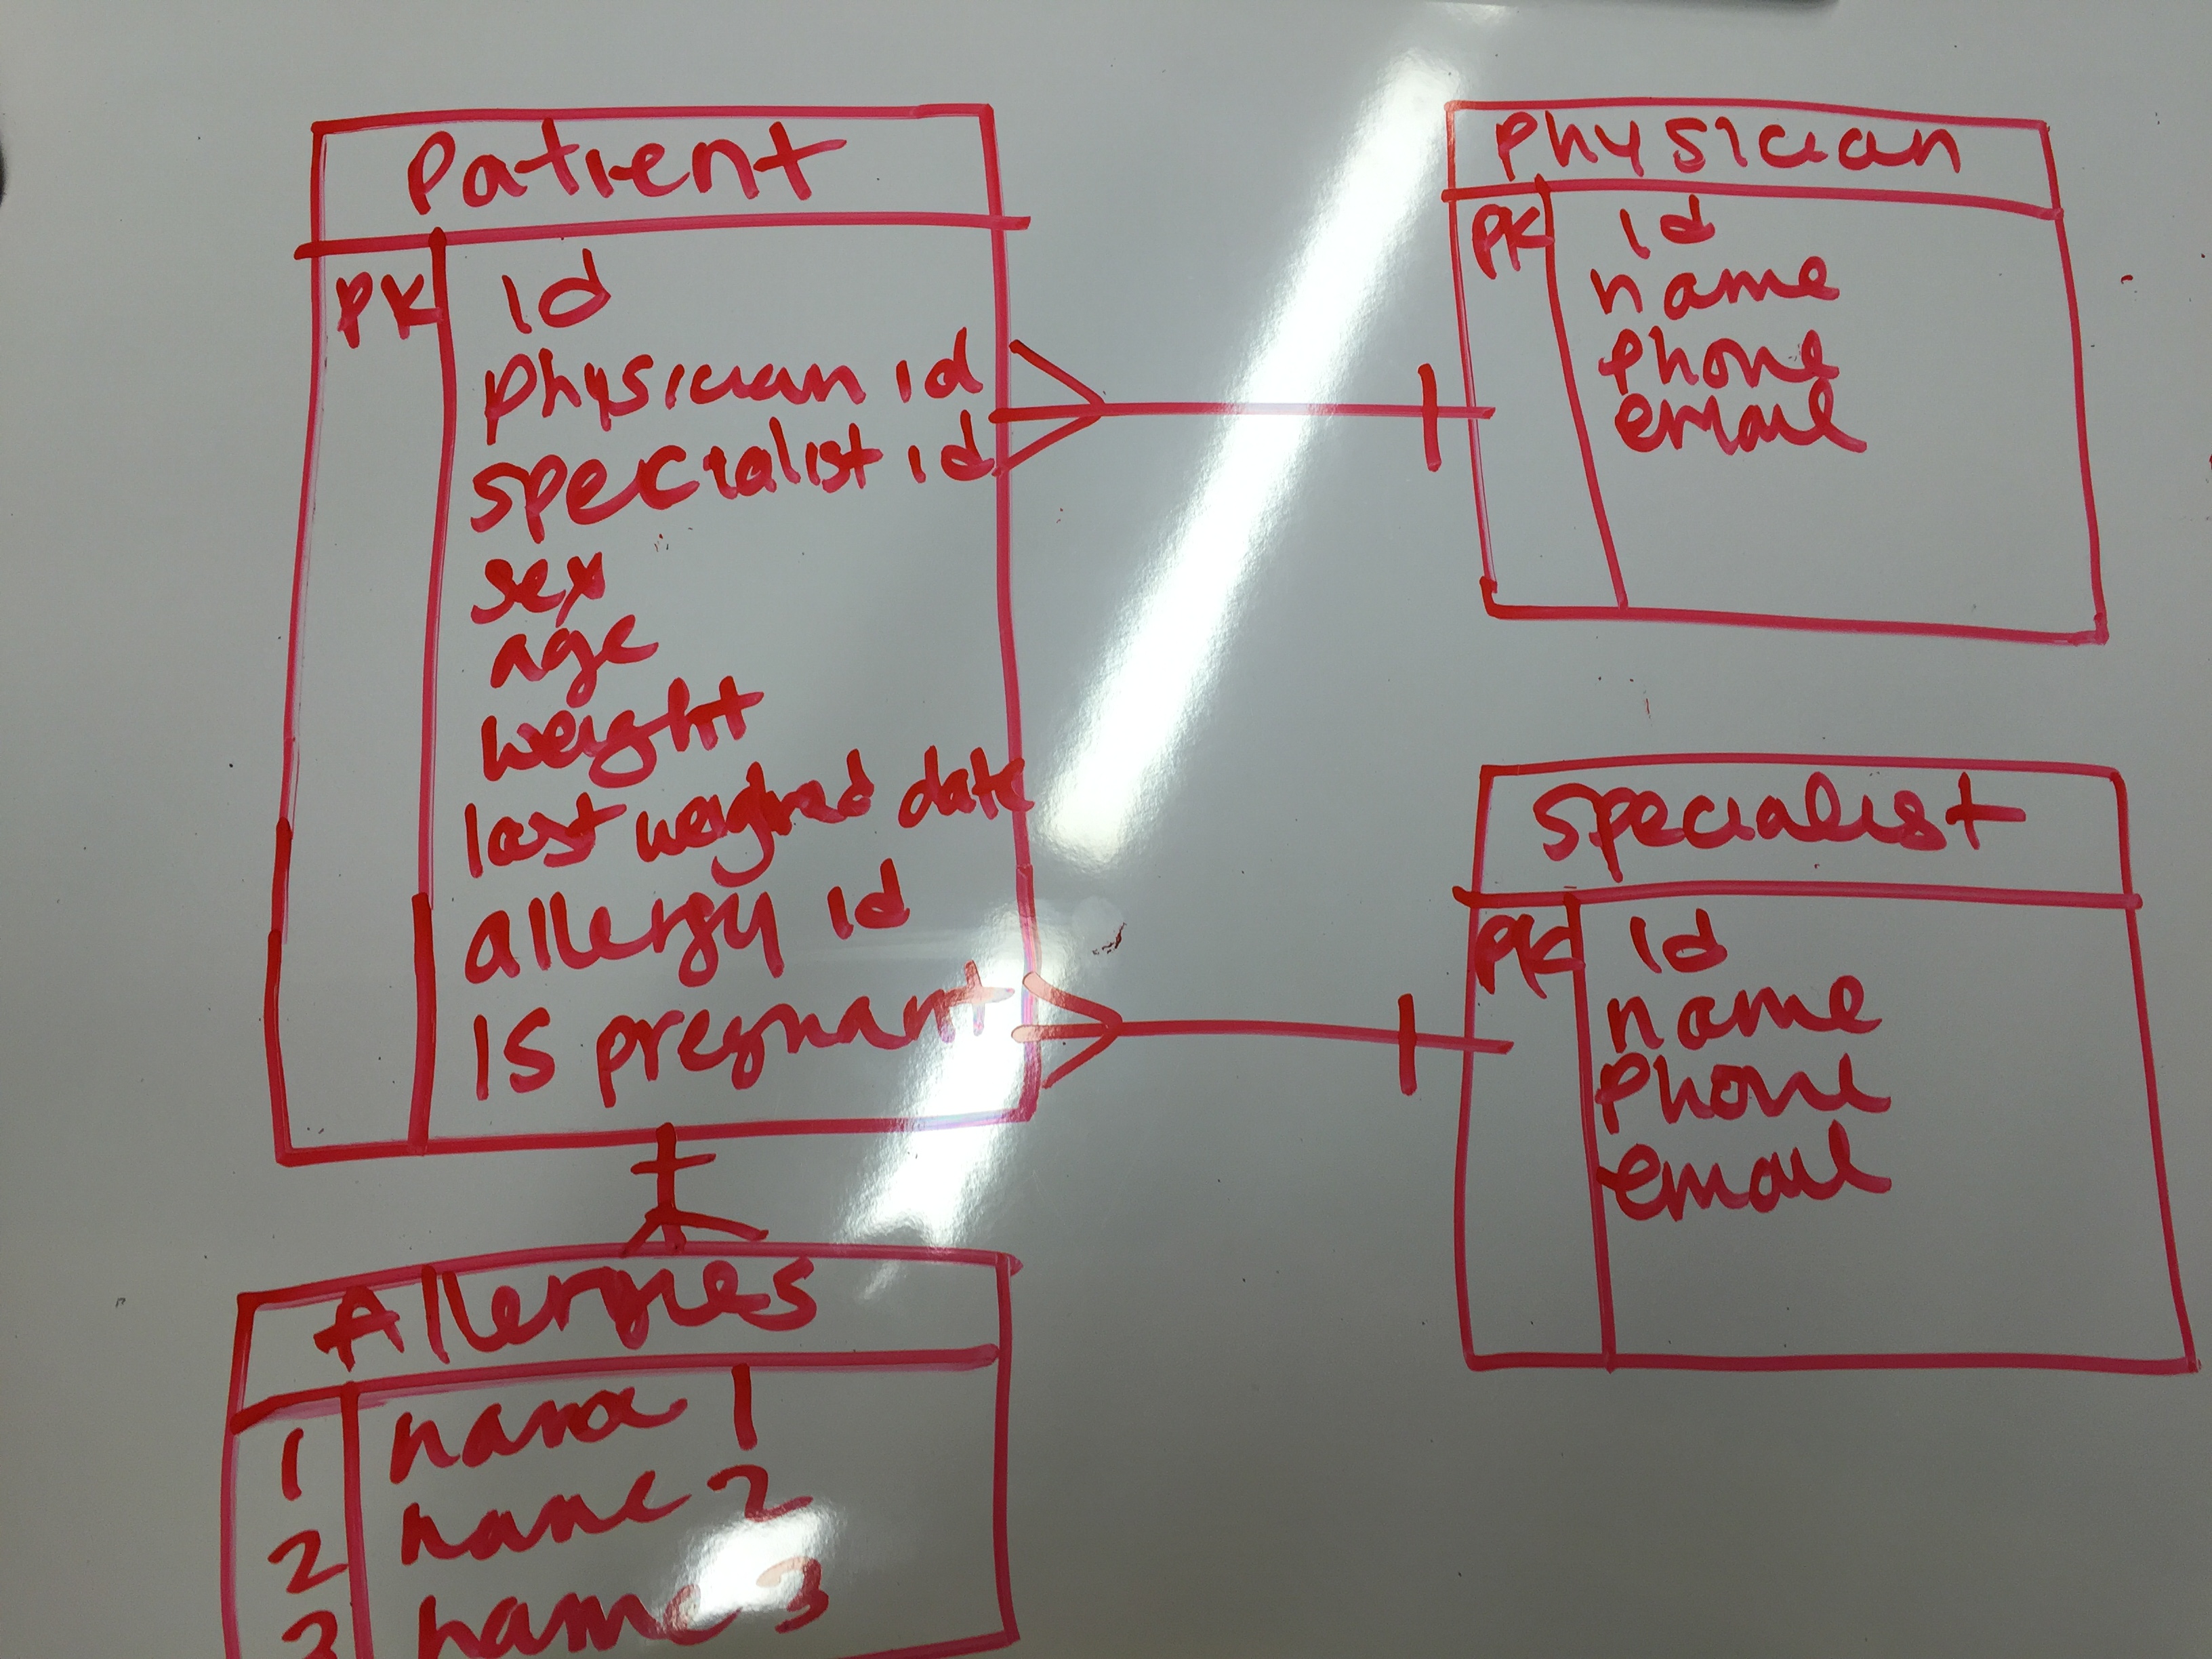 Patient
PK id
physician id
specialist id
sex
age
weight
last weighed date
allergy id
is pregnant
Physician
PK id
name
phone
email
Specialist
PK id
name
phone
email
Allergies
1 name 1
2 name 2
3 name 3